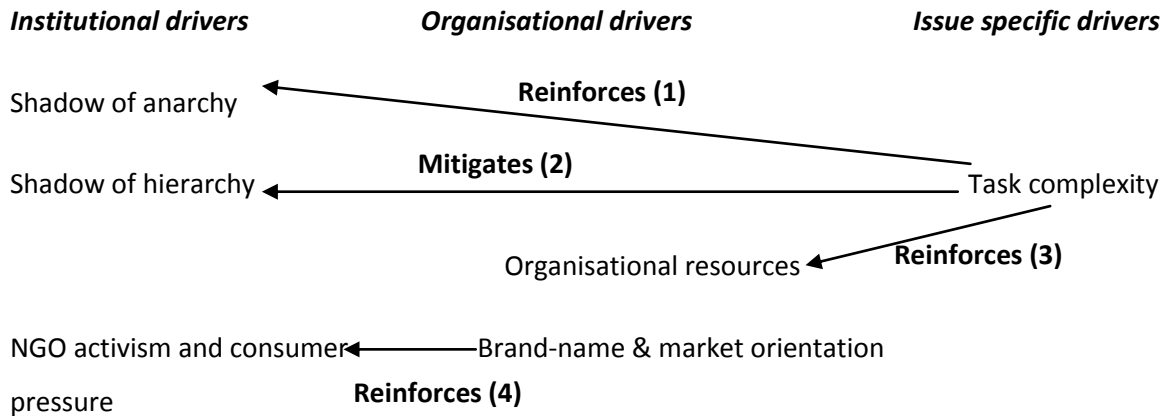 Institutional drivers Organisational drivers Issue specific drivers
Reinforces (1)
Shadow of anarchy
Mitigates (2)
Shadow of hierarchy Task complexity
Reinforces (3)
Organisational resources
NGO activism and consumer Brand-name & market orientation
pressure Reinforces (4)